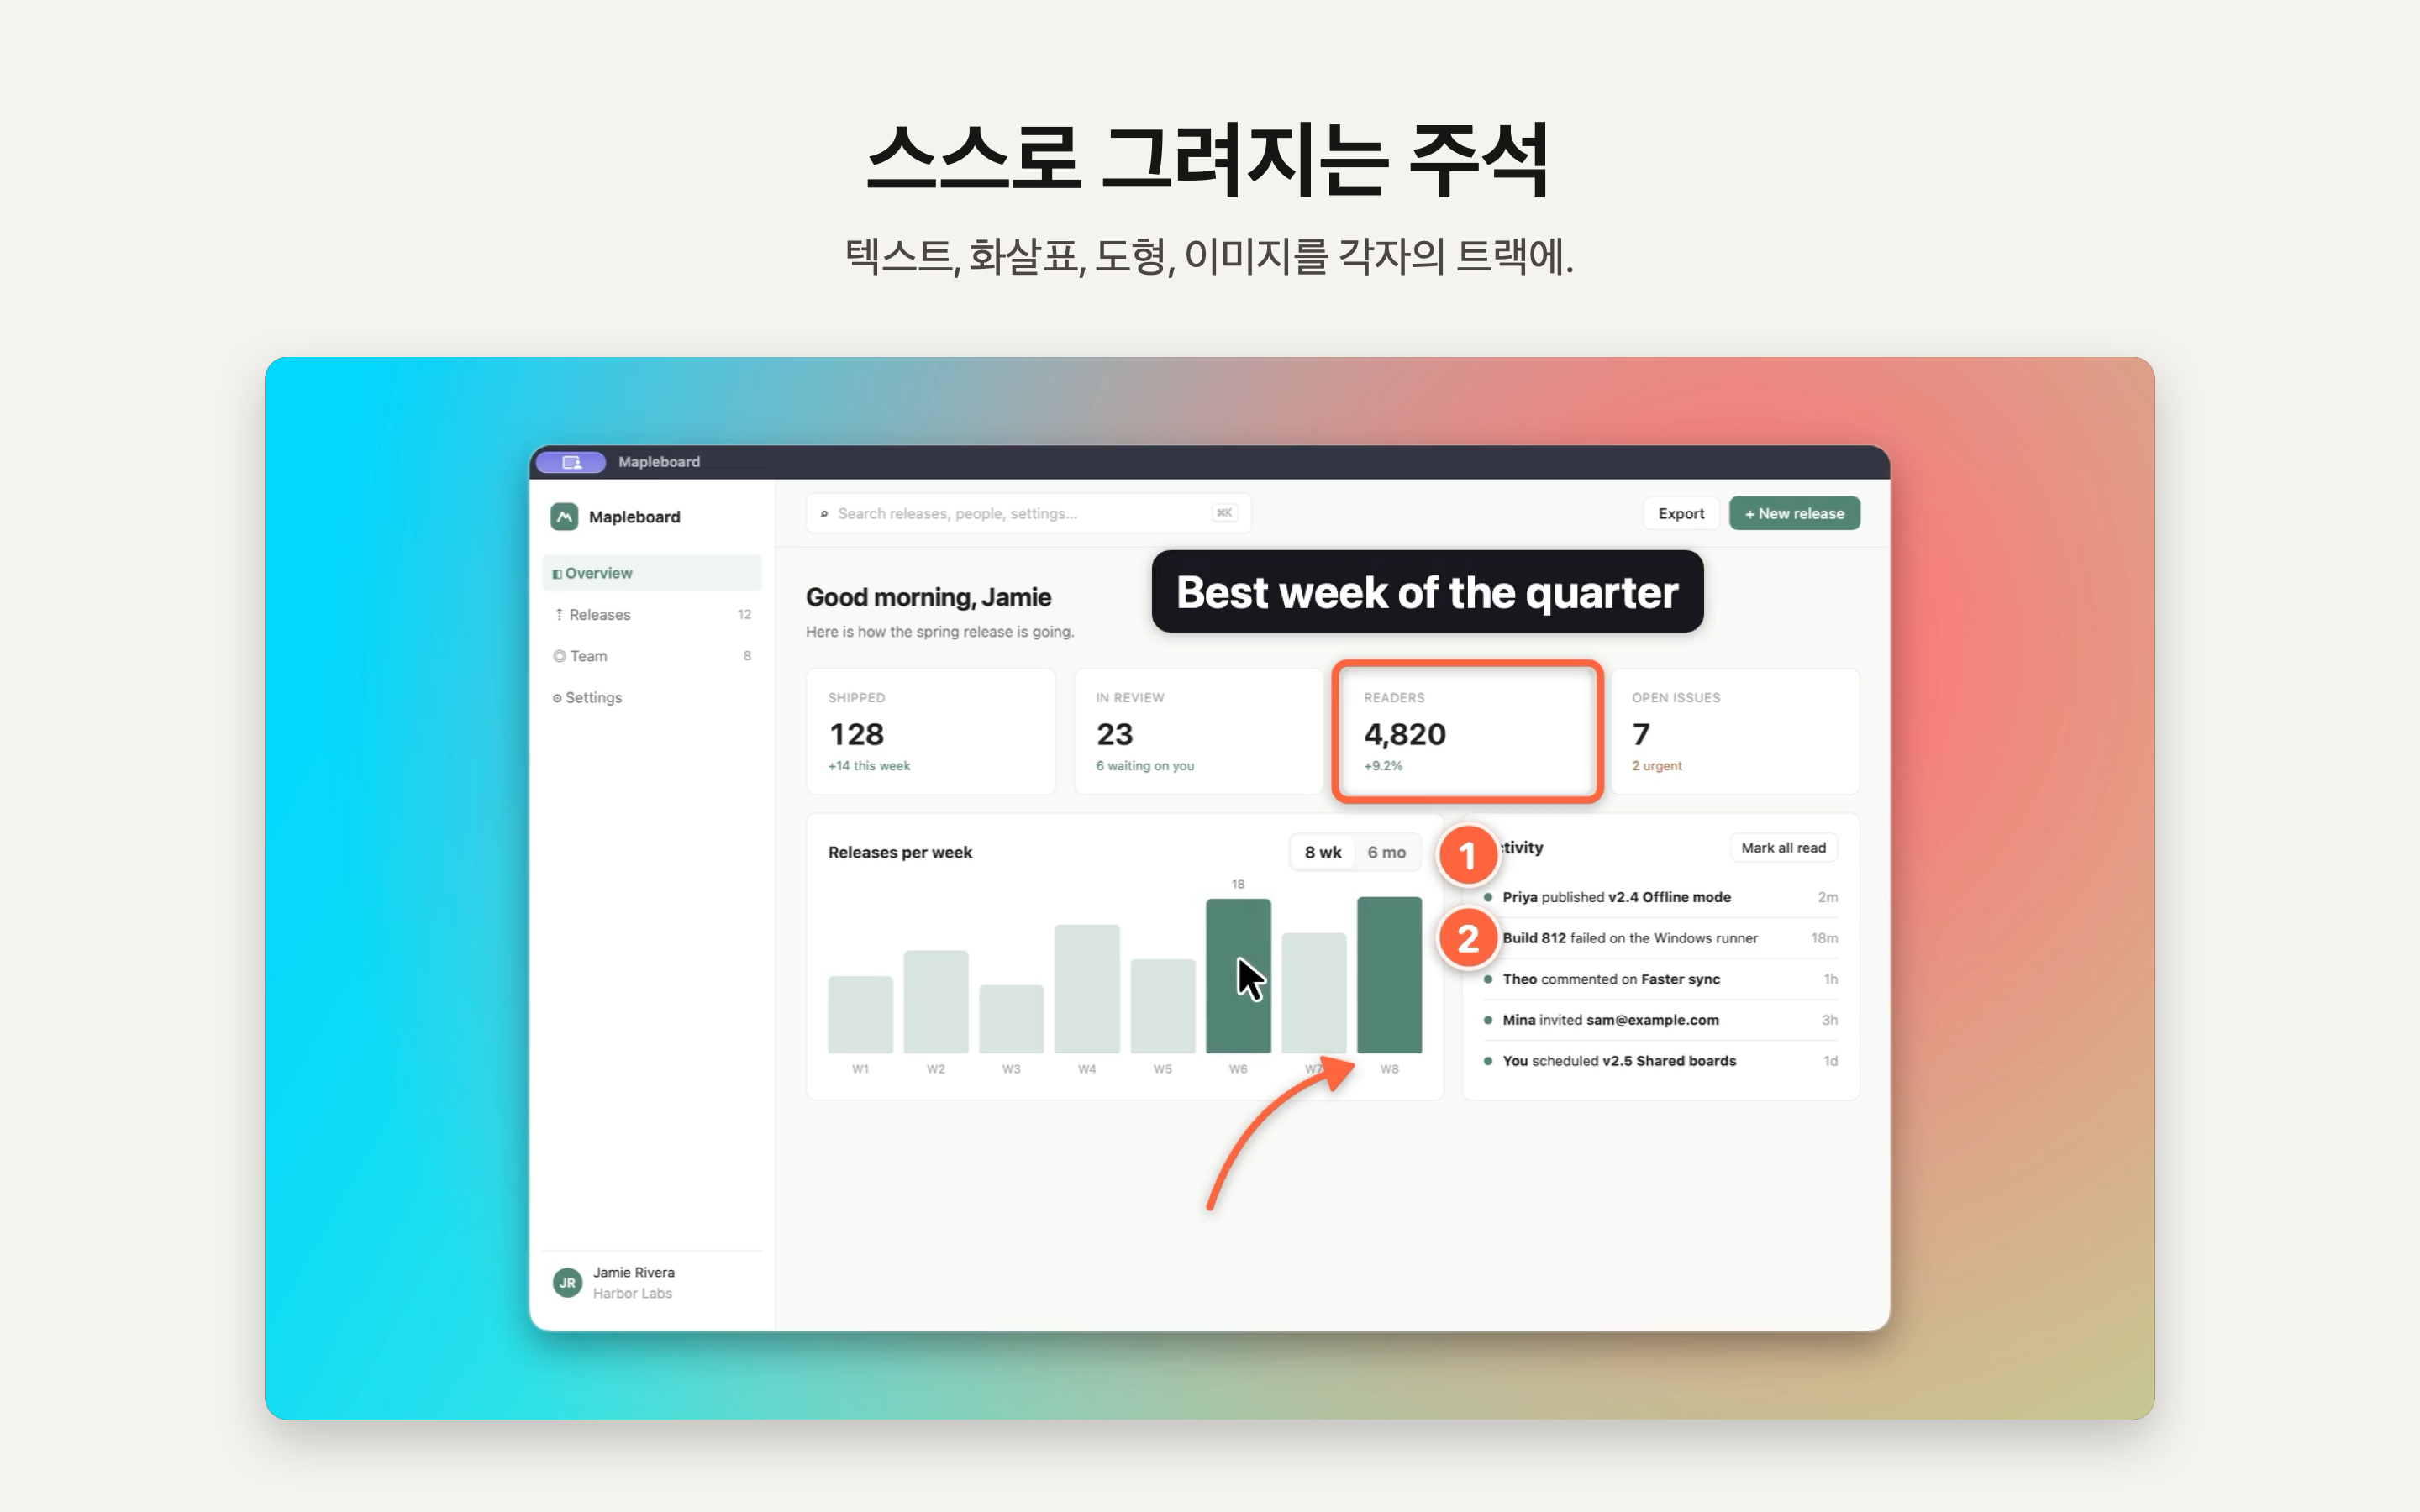 스스로 그려지는 주석
텍스트, 화살표, 도형, 이미지를 각자의 트랙에.
Mapleboard
Mapleboard
Overview
Releases 12
Team 8
Settings
Jamie Rivera
JR
Harbor Labs
Search releases, people, settings... ⌘K
Export
+ New release
Good morning, Jamie
Here is how the spring release is going.
Best week of the quarter
SHIPPED
128
+14 this week
IN REVIEW
23
6 waiting on you
READERS
4,820
+9.2%
OPEN ISSUES
7
2 urgent
Releases per week
8 wk 6 mo
18
W1 W2 W3 W4 W5 W6 W7 W8
1
2
tivity
Mark all read
Priya published v2.4 Offline mode 2m
Build 812 failed on the Windows runner 18m
Theo commented on Faster sync 1h
Mina invited sam@example.com 3h
You scheduled v2.5 Shared boards 1d